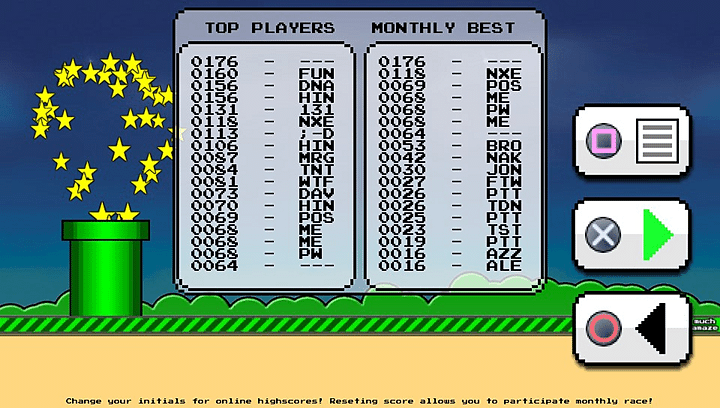 TOP PLAYERS
0176 - ---
0160 - FUN
0156 - DNA
0156 - HIN
0131 - 131
0118 - NXE
0113 - ;-D
0106 - HIN
0087 - MRG
0084 - TNT
0081 - WTF
0073 - DAW
0070 - HIN
0069 - POS
0068 - ME
0068 - ME
0068 - PW
0064 - ---
MONTHLY BEST
0176 - ---
0118 - NXE
0069 - POS
0068 - ME
0068 - PW
0068 - ME
0064 - ---
0053 - BRO
0042 - NAK
0030 - JON
0027 - FTW
0026 - PTT
0026 - TDN
0025 - PTT
0023 - TST
0019 - PTT
0016 - AZZ
0016 - ALE
much
amaze
Change your initials for online highscores! Reseting score allows you to participate monthly race!